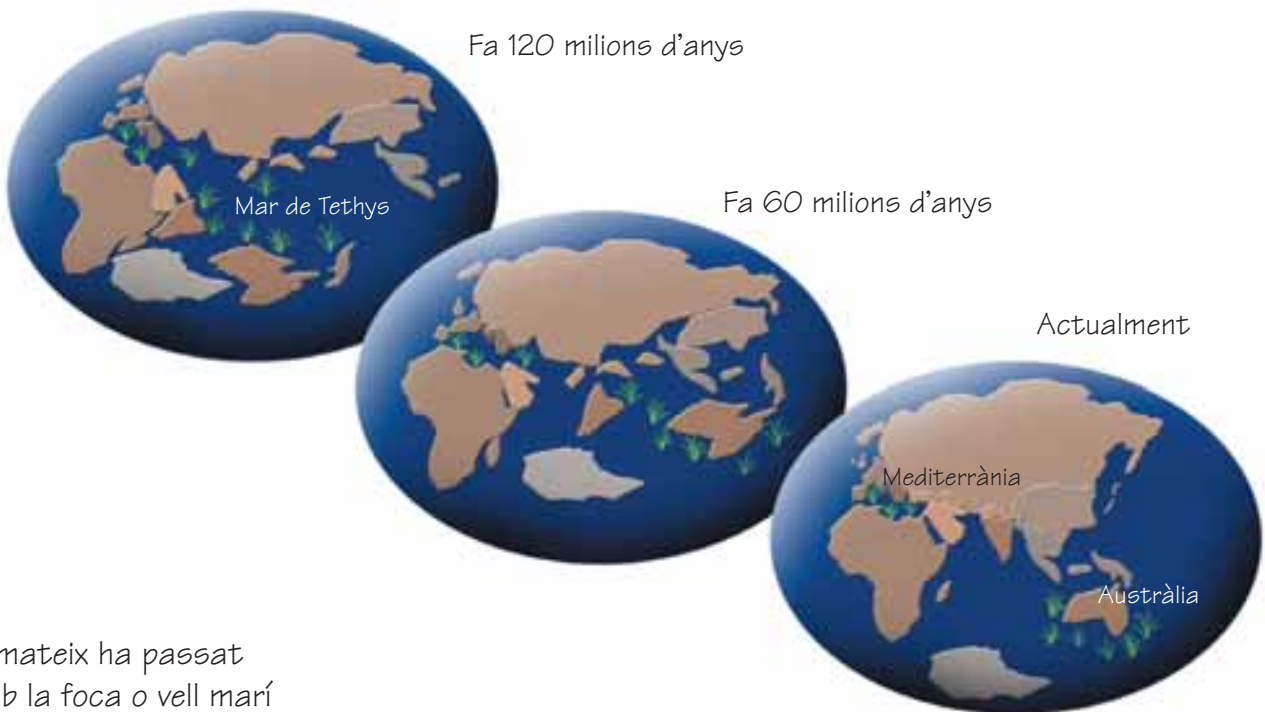 Fa 120 milions d'anys
Mar de Tethys
Fa 60 milions d'anys
Actualment
Mediterrània
Austràlia
mateix ha passat
b la foca o vell marí